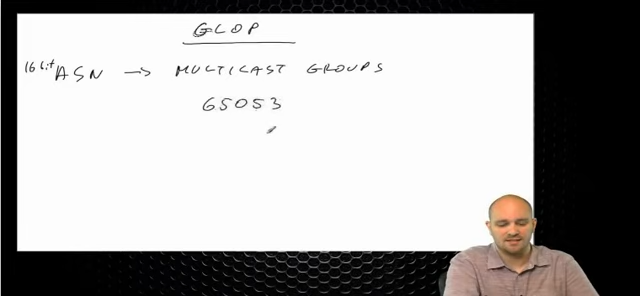 GLOP
16 bit ASN → MULTICAST GROUPS
65053